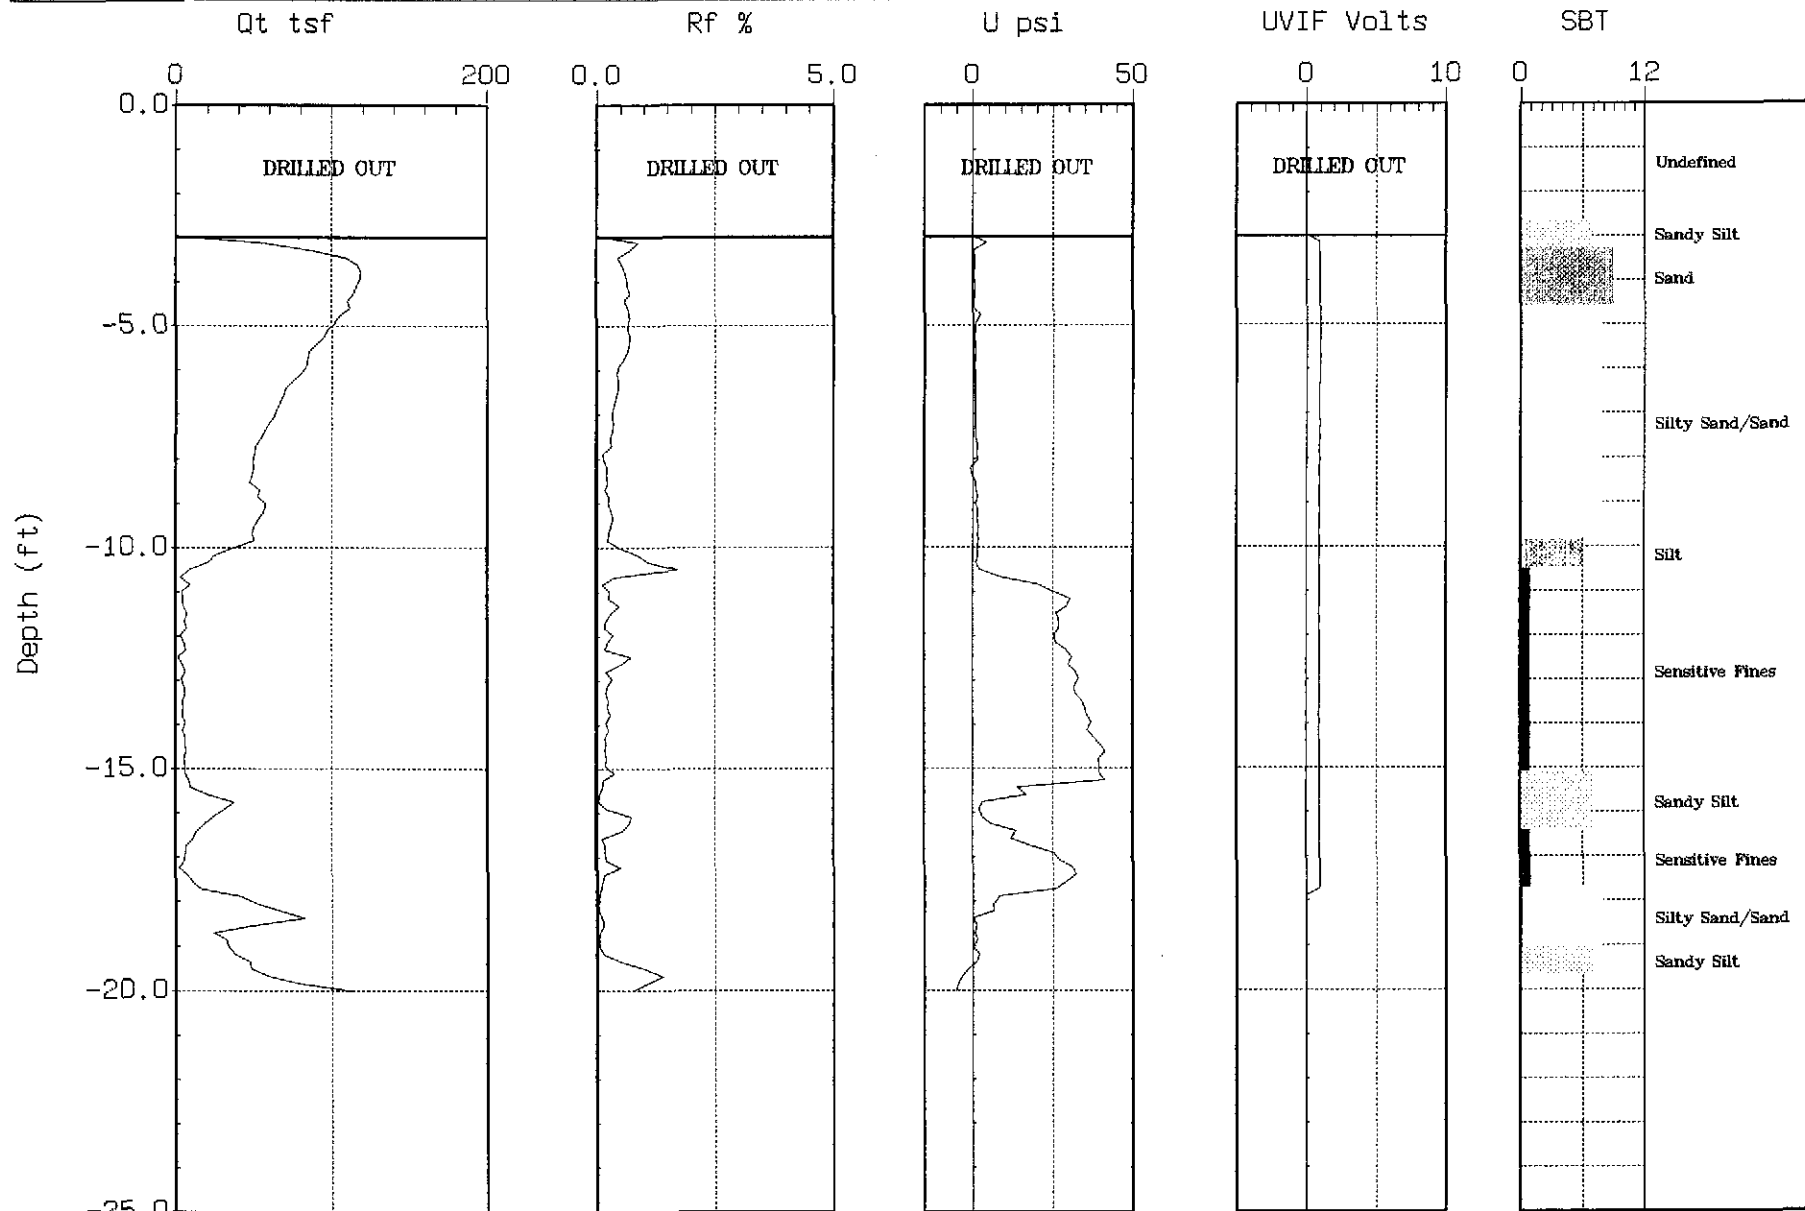 Qt tsf Rf % U psi UVIF Volts SBT
0 200 0.0 5.0 0 50 0 10 0 12
0.0
DRILLED OUT DRILLED OUT DRILLED OUT DRILLED OUT
Undefined
Sandy Silt
Sand
-5.0
Silty Sand/Sand
Depth (ft)
-10.0
Silt
Sensitive Fines
-15.0
Sandy Silt
Sensitive Fines
Silty Sand/Sand
Sandy Silt
-20.0
-25.0